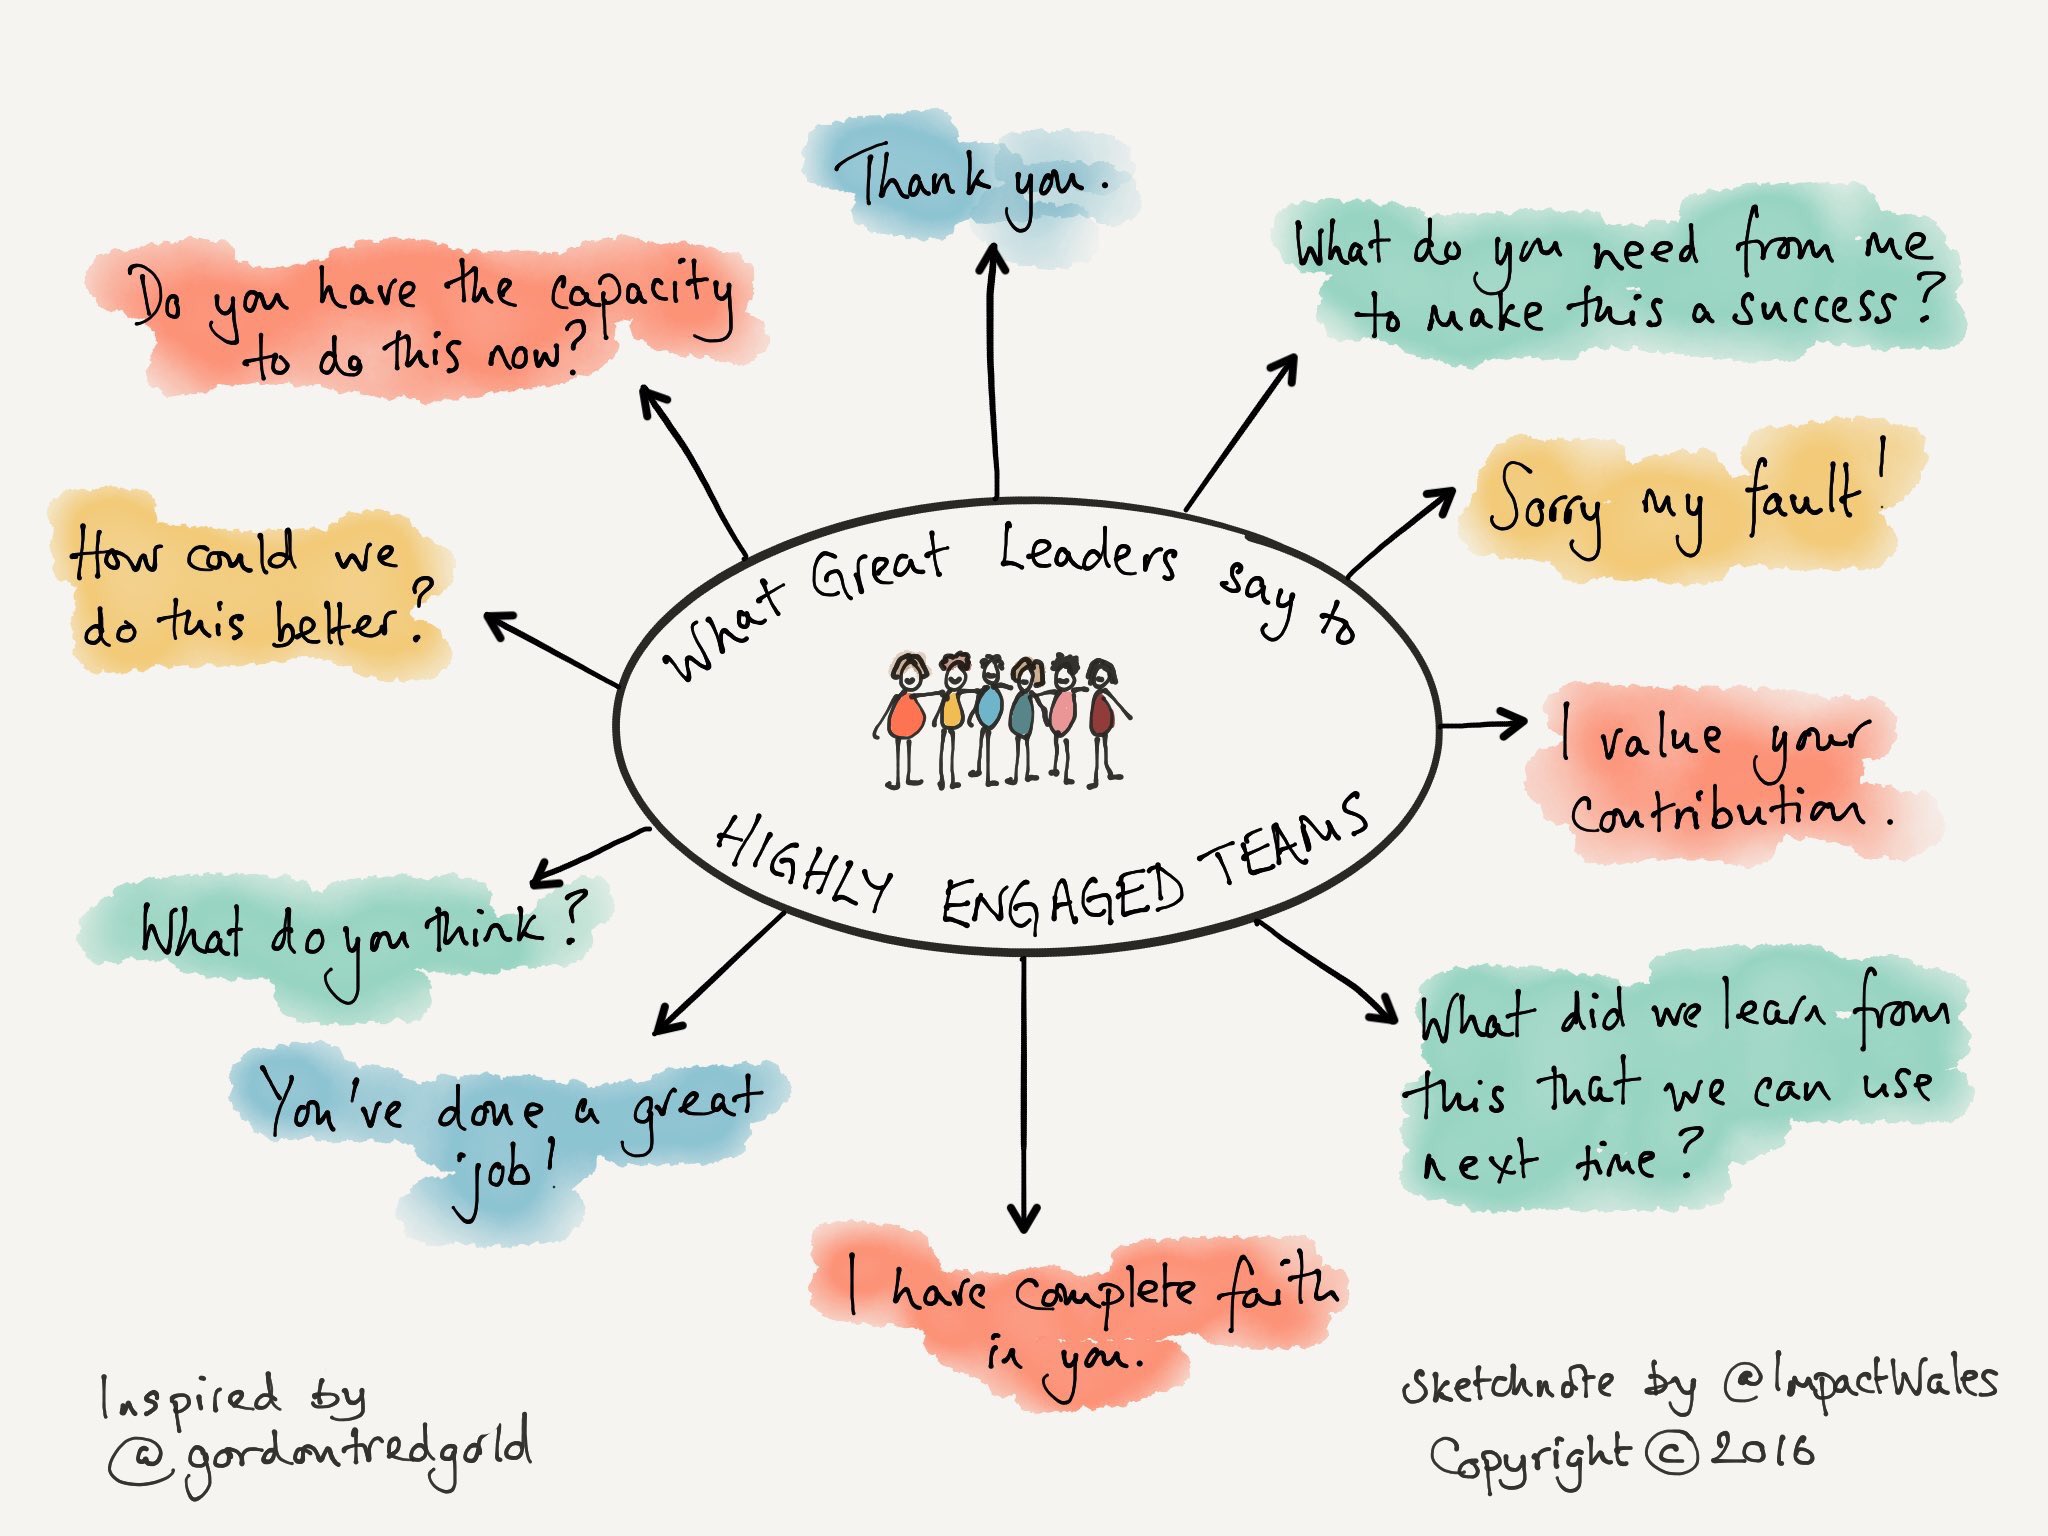 Thank you.
What do you need from me
to make this a success?
Do you have the capacity
to do this now?
Sorry my fault!
How could we
do this better?
What Great Leaders say to
HIGHLY ENGAGED TEAMS
I value your
contribution.
What do you think?
What did we learn from
this that we can use
next time?
You've done a great
job!
I have complete faith
in you.
Inspired by
@gordontredgold
Sketchnote by @ImpactWales
Copyright © 2016